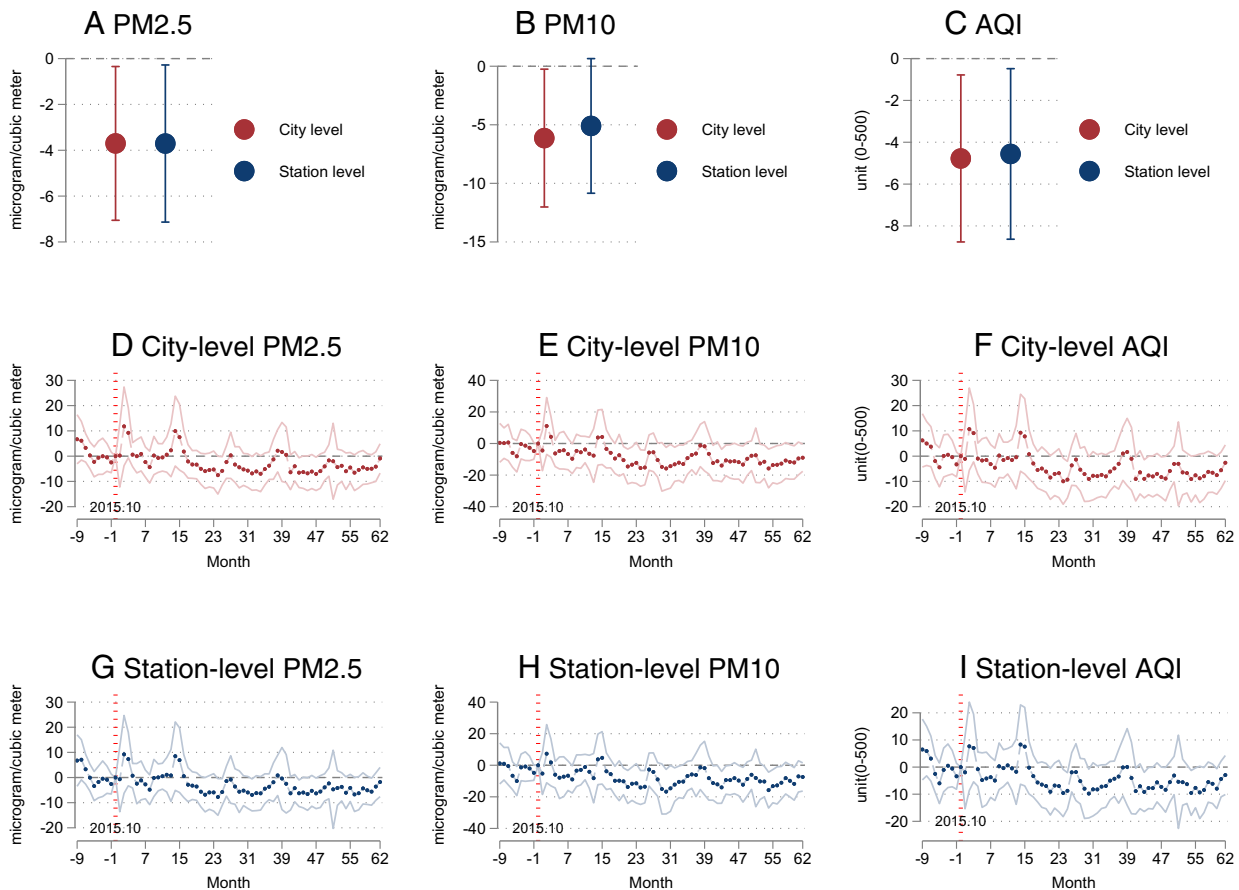 A PM2.5
B PM10
C AQI
microgram/cubic meter
0
-2
-4
-6
-8
City level
Station level
microgram/cubic meter
0
-5
-10
-15
City level
Station level
unit (0-500)
0
-2
-4
-6
-8
City level
Station level
D City-level PM2.5
microgram/cubic meter
30
20
10
0
-10
-20
2015.10
-9 -1 7 15 23 31 39 47 55 62
Month
E City-level PM10
microgram/cubic meter
40
20
0
-20
-40
2015.10
-9 -1 7 15 23 31 39 47 55 62
Month
F City-level AQI
unit(0-500)
30
20
10
0
-10
-20
2015.10
-9 -1 7 15 23 31 39 47 55 62
Month
G Station-level PM2.5
microgram/cubic meter
30
20
10
0
-10
-20
2015.10
-9 -1 7 15 23 31 39 47 55 62
Month
H Station-level PM10
microgram/cubic meter
40
20
0
-20
-40
2015.10
-9 -1 7 15 23 31 39 47 55 62
Month
I Station-level AQI
unit(0-500)
20
10
0
-10
-20
2015.10
-9 -1 7 15 23 31 39 47 55 62
Month